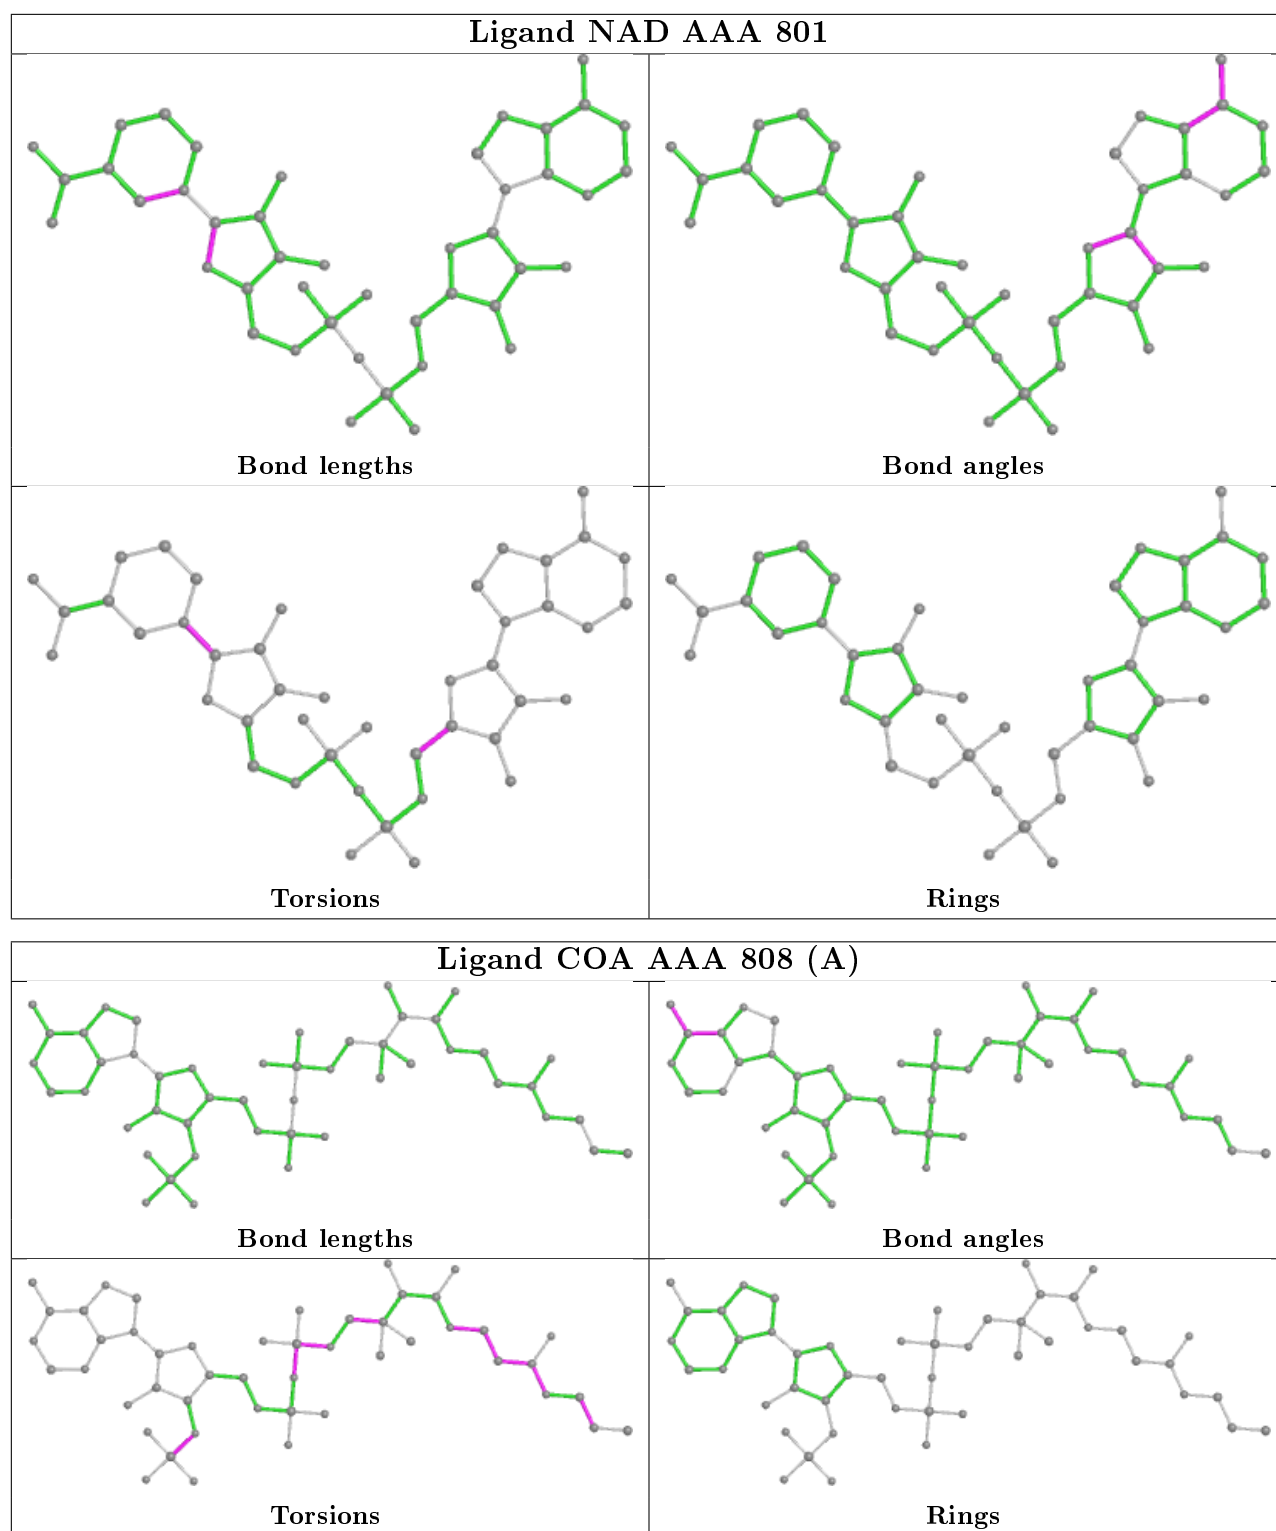 Ligand NAD AAA 801
Bond lengths
Bond angles
Torsions
Rings
Ligand COA AAA 808 (A)
Bond lengths
Bond angles
Torsions
Rings